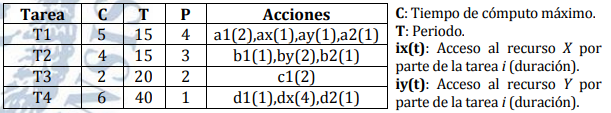 Tarea C T P Acciones
T1 5 15 4 a1(2),ax(1),ay(1),a2(1)
T2 4 15 3 b1(1),by(2),b2(1)
T3 2 20 2 c1(2)
T4 6 40 1 d1(1),dx(4),d2(1)
C: Tiempo de cómputo máximo.
T: Periodo.
ix(t): Acceso al recurso X por
parte de la tarea i (duración).
iy(t): Acceso al recurso Y por
parte de la tarea i (duración).